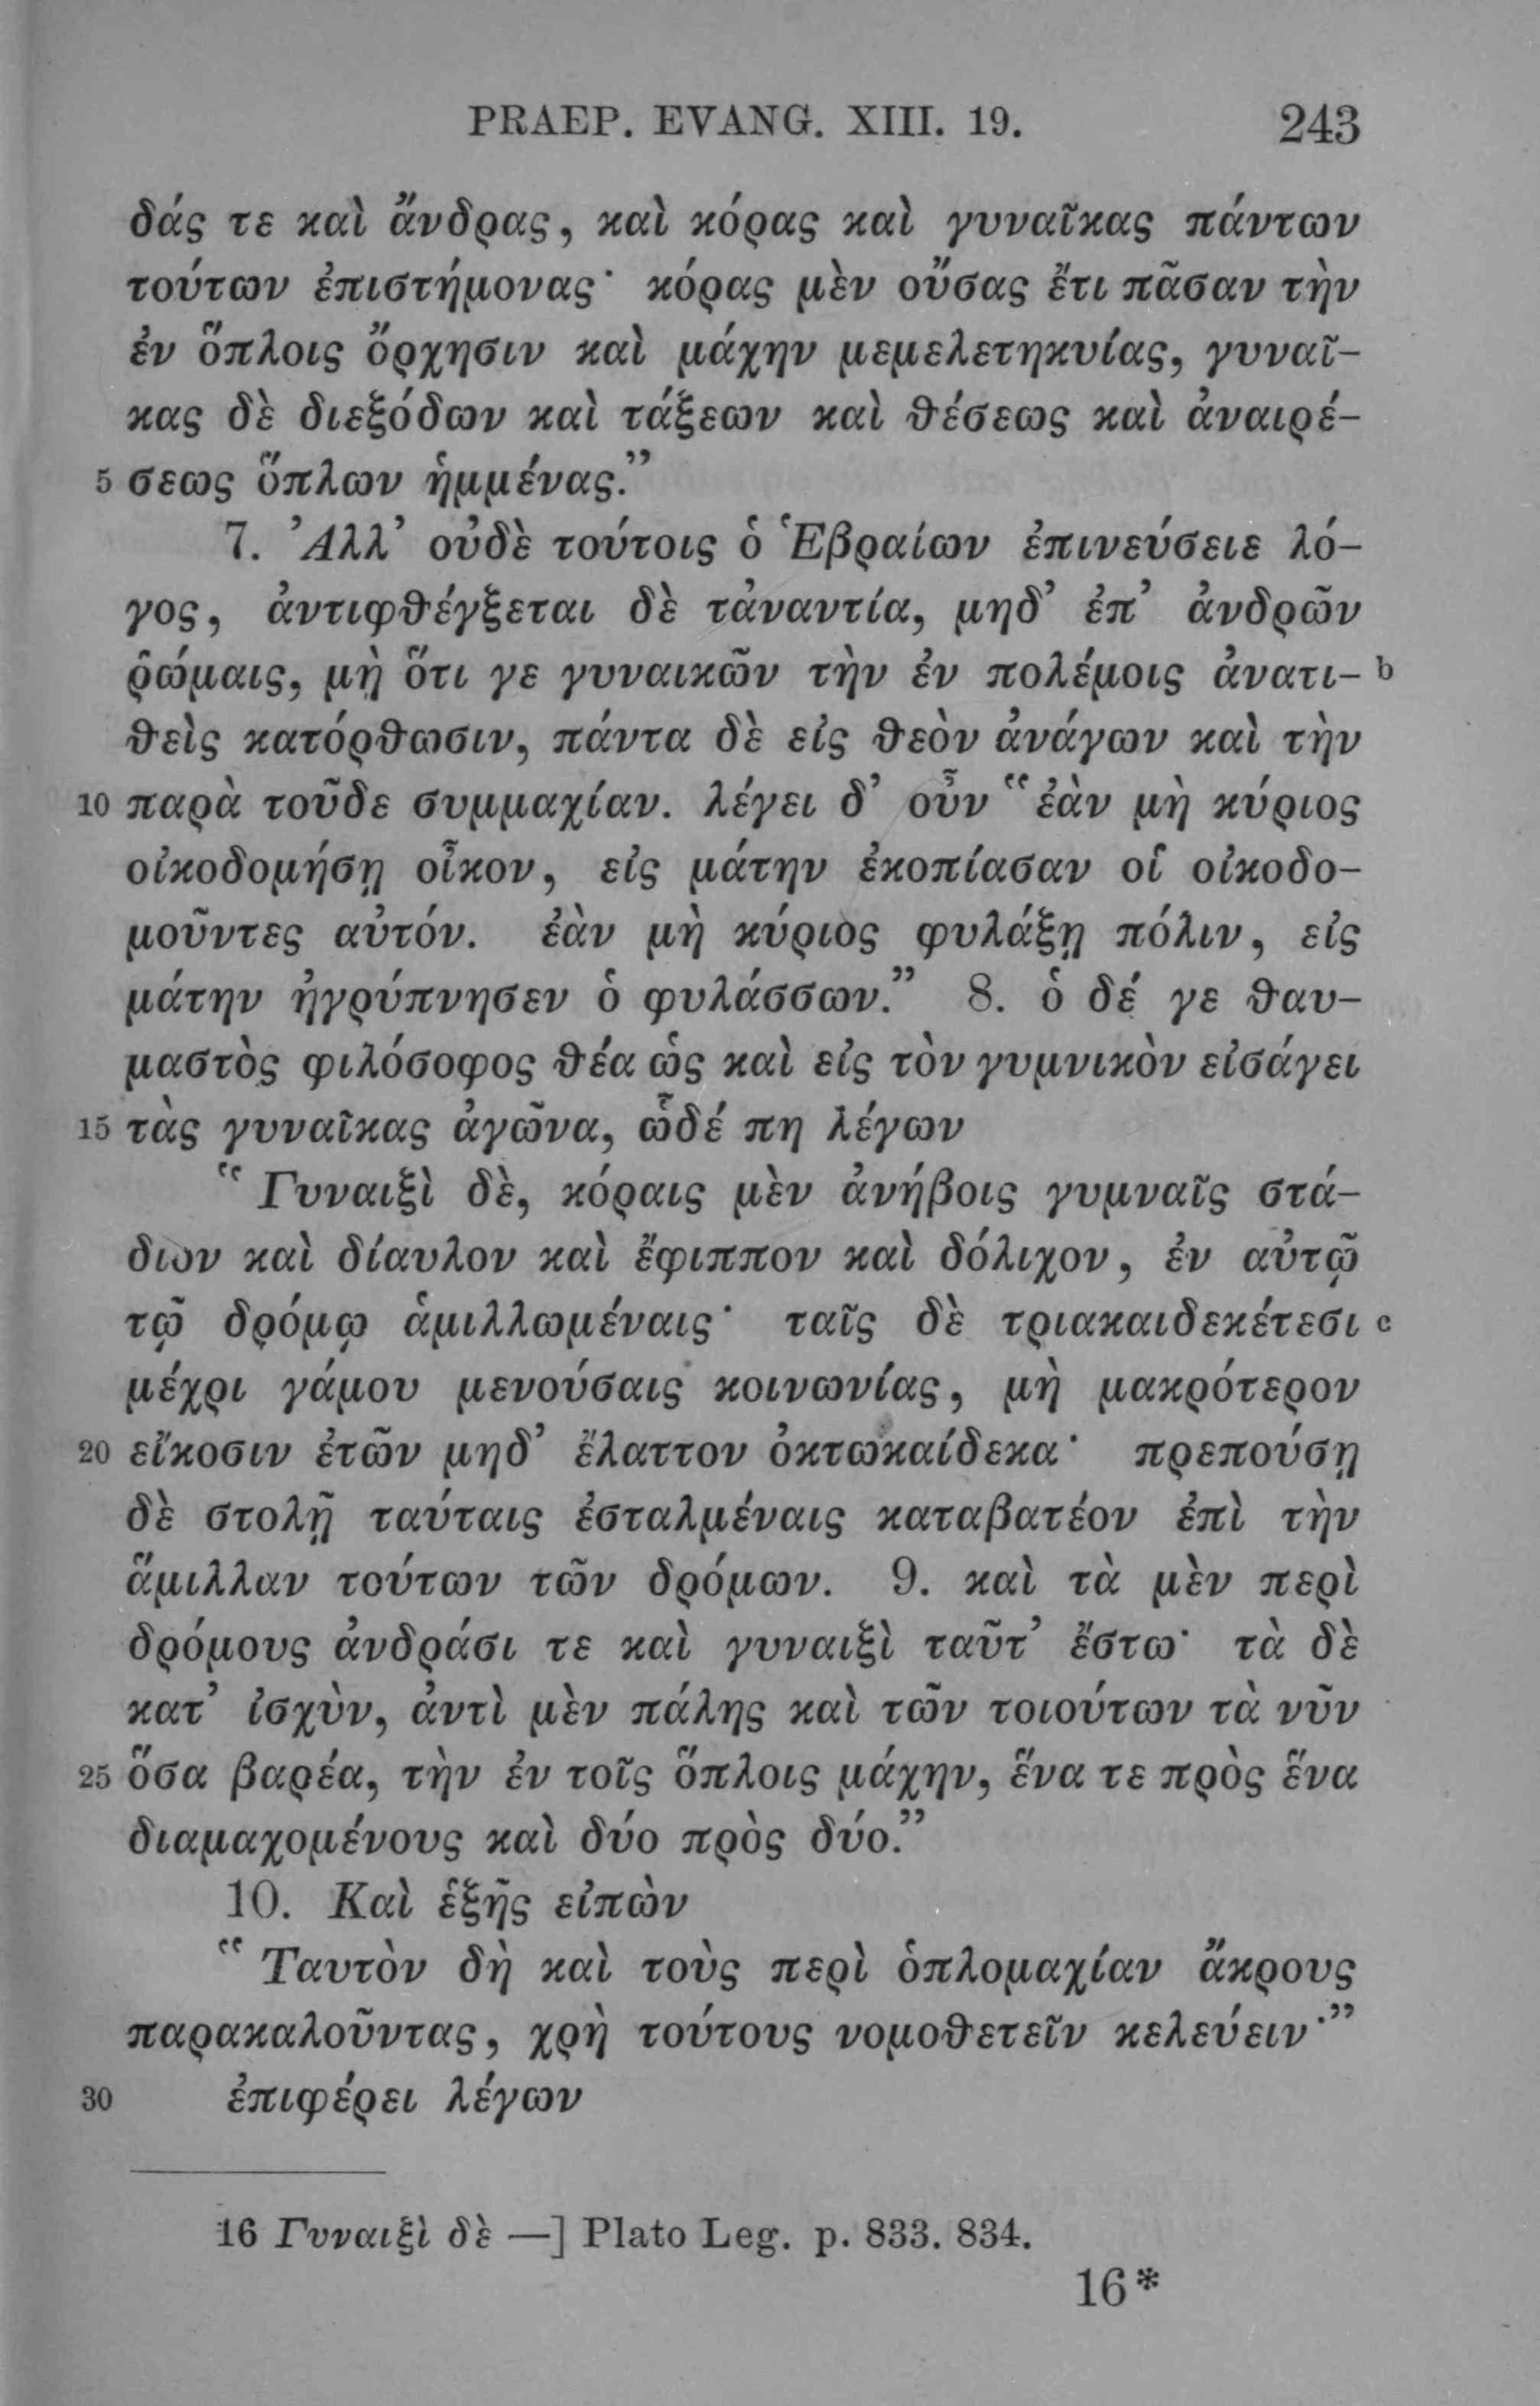 PRAEP. EVANG. XIII. 19. 243
δάς τε καὶ ἄνδρας, καὶ κόρας καὶ γυναῖκας πάντων
τούτων ἐπιστήμονας· κόρας μὲν οὔσας ἔτι πᾶσαν τὴν
ἐν ὅπλοις ὄρχησιν καὶ μάχην μεμελετηκυίας, γυναῖ-
κας δὲ διεξόδων καὶ τάξεων καὶ θέσεως καὶ ἀναιρέ-
5 σεως ὅπλων ἡμμένας."
7. Ἀλλ’ οὐδὲ τούτοις ὁ Ἑβραίων ἐπινεύσειε λό-
γος, ἀντιφθέγξεται δὲ τἀναντία, μηδ’ ἐπ’ ἀνδρῶν
ῥώμαις, μὴ ὅτι γε γυναικῶν τὴν ἐν πολέμοις ἀνατι- b
θεὶς κατόρθωσιν, πάντα δὲ εἰς θεὸν ἀνάγων καὶ τὴν
10 παρὰ τοῦδε συμμαχίαν. λέγει δ’ οὖν "ἐὰν μὴ κύριος
οἰκοδομήσῃ οἶκον, εἰς μάτην ἐκοπίασαν οἱ οἰκοδο-
μοῦντες αὐτόν. ἐὰν μὴ κύριος φυλάξῃ πόλιν, εἰς
μάτην ἠγρύπνησεν ὁ φυλάσσων." 8. ὁ δέ γε θαυ-
μαστὸς φιλόσοφος θέα ὡς καὶ εἰς τὸν γυμνικὸν εἰσάγει
15 τὰς γυναῖκας ἀγῶνα, ὧδέ πη λέγων
"Γυναιξὶ δὲ, κόραις μὲν ἀνήβοις γυμναῖς στά-
διον καὶ δίαυλον καὶ ἔφιππον καὶ δόλιχον, ἐν αὐτῷ
τῷ δρόμῳ ἁμιλλωμέναις· ταῖς δὲ τριακαιδεκέτεσι c
μέχρι γάμου μενούσαις κοινωνίας, μὴ μακρότερον
20 εἴκοσιν ἐτῶν μηδ’ ἔλαττον ὀκτωκαίδεκα· πρεπούσῃ
δὲ στολῇ ταύταις ἐσταλμέναις καταβατέον ἐπὶ τὴν
ἅμιλλαν τούτων τῶν δρόμων. 9. καὶ τὰ μὲν περὶ
δρόμους ἀνδράσι τε καὶ γυναιξὶ ταῦτ’ ἔστω· τὰ δὲ
κατ’ ἰσχὺν, ἀντὶ μὲν πάλης καὶ τῶν τοιούτων τὰ νῦν
25 ὅσα βαρέα, τὴν ἐν τοῖς ὅπλοις μάχην, ἕνα τε πρὸς ἕνα
διαμαχομένους καὶ δύο πρὸς δύο."
10. Καὶ ἑξῆς εἰπὼν
"Ταυτὸν δὴ καὶ τοὺς περὶ ὁπλομαχίαν ἄκρους
παρακαλοῦντας, χρὴ τούτους νομοθετεῖν κελεύειν·"
30 ἐπιφέρει λέγων
16 Γυναιξὶ δὲ —] Plato Leg. p. 833. 834.
16*